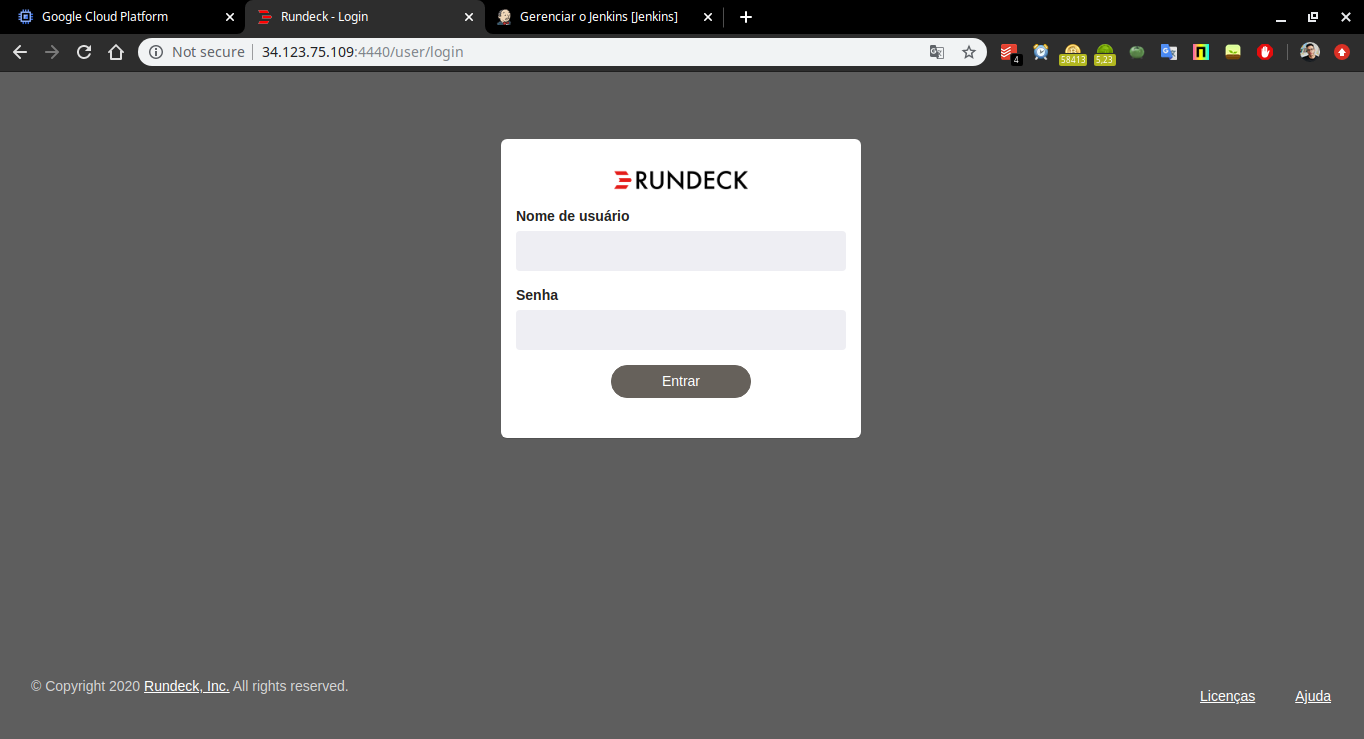 Google Cloud Platform
Rundeck - Login
Gerenciar o Jenkins [Jenkins]
Not secure
34.123.75.109:4440/user/login
4
58413
5,23
RUNDECK
Nome de usuário
Senha
Entrar
© Copyright 2020 Rundeck, Inc. All rights reserved.
Licenças
Ajuda